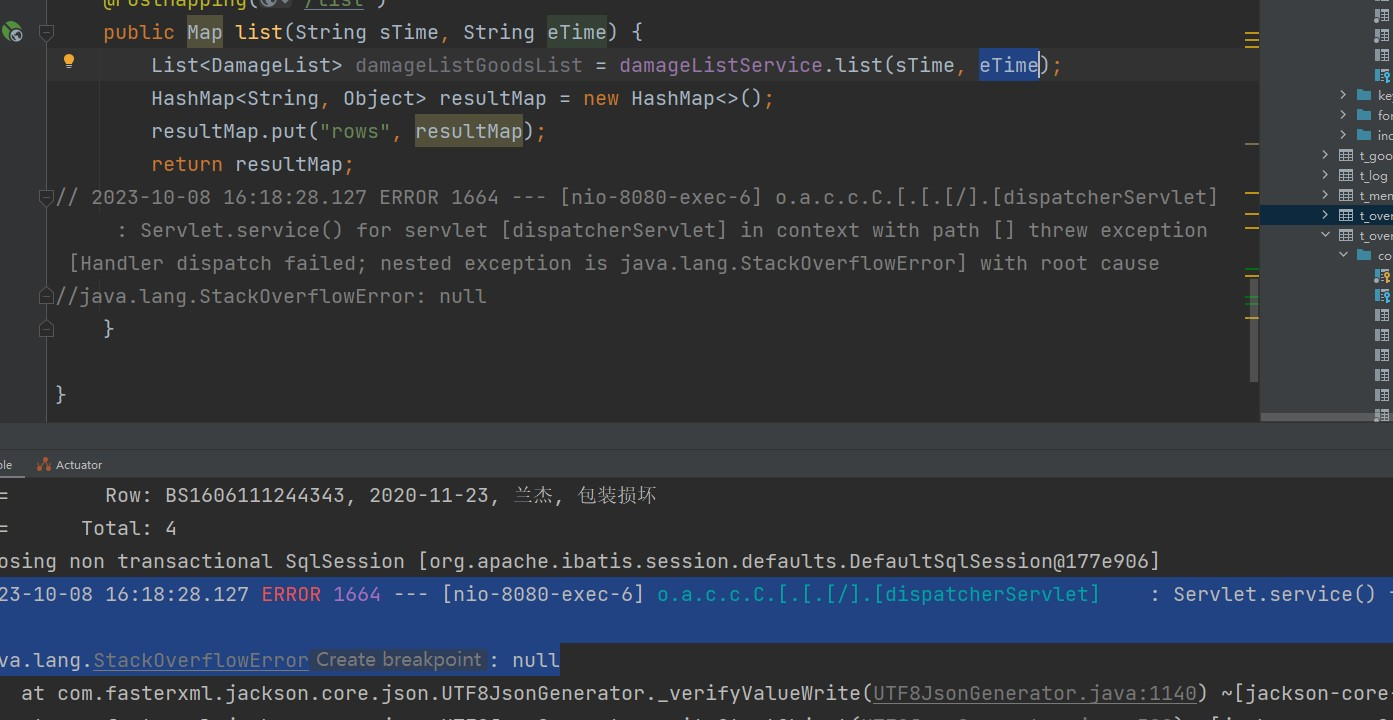 @PostMapping("/list")
public Map list(String sTime, String eTime) {
List<DamageList> damageListGoodsList = damageListService.list(sTime, eTime);
HashMap<String, Object> resultMap = new HashMap<>();
resultMap.put("rows", resultMap);
return resultMap;
// 2023-10-08 16:18:28.127 ERROR 1664 --- [nio-8080-exec-6] o.a.c.c.C.[.[.[/].[dispatcherServlet]
: Servlet.service() for servlet [dispatcherServlet] in context with path [] threw exception
[Handler dispatch failed; nested exception is java.lang.StackOverflowError] with root cause
//java.lang.StackOverflowError: null
}
}
ke
for
inc
t_goo
t_log
t_mer
t_over
t_over
co
ole
Actuator
= Row: BS1606111244343, 2020-11-23, 兰杰, 包装损坏
= Total: 4
osing non transactional SqlSession [org.apache.ibatis.session.defaults.DefaultSqlSession@177e906]
23-10-08 16:18:28.127 ERROR 1664 --- [nio-8080-exec-6] o.a.c.c.C.[.[.[/].[dispatcherServlet] : Servlet.service()
va.lang.StackOverflowError Create breakpoint : null
at com.fasterxml.jackson.core.json.UTF8JsonGenerator._verifyValueWrite(UTF8JsonGenerator.java:1140) ~[jackson-core-